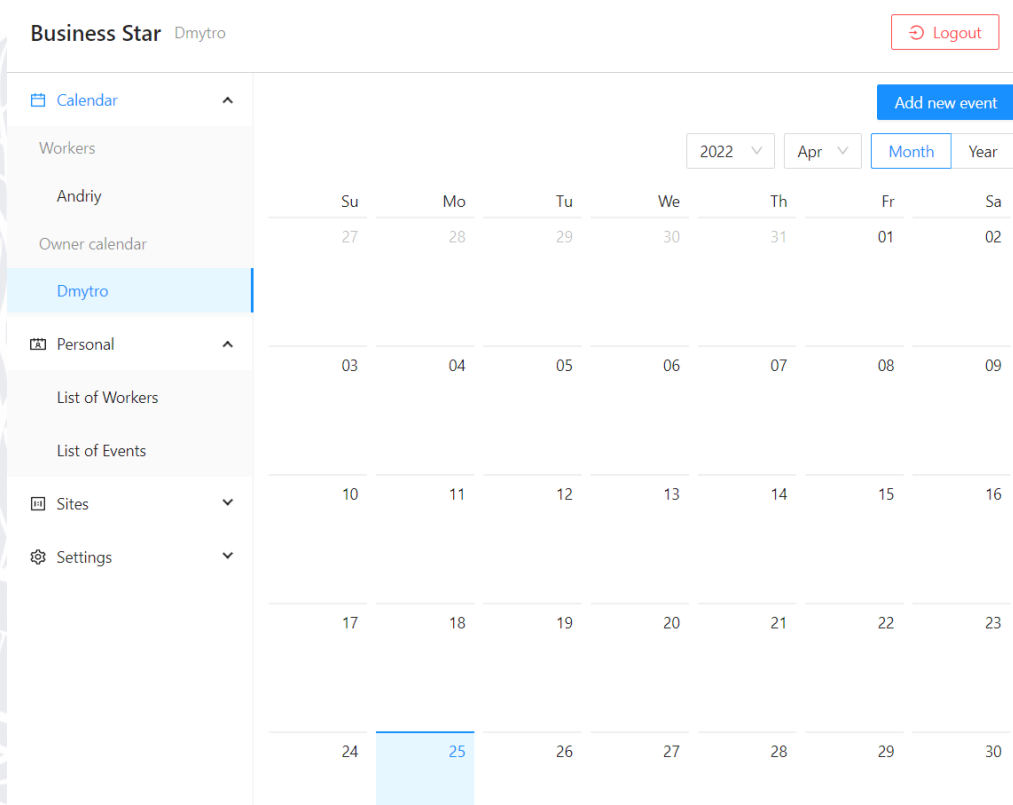 Business Star Dmytro
Logout
Calendar
Workers
Andriy
Owner calendar
Dmytro
Personal
List of Workers
List of Events
Sites
Settings
Add new event
2022 Apr Month Year
Su Mo Tu We Th Fr Sa
27 28 29 30 31 01 02
03 04 05 06 07 08 09
10 11 12 13 14 15 16
17 18 19 20 21 22 23
24 25 26 27 28 29 30